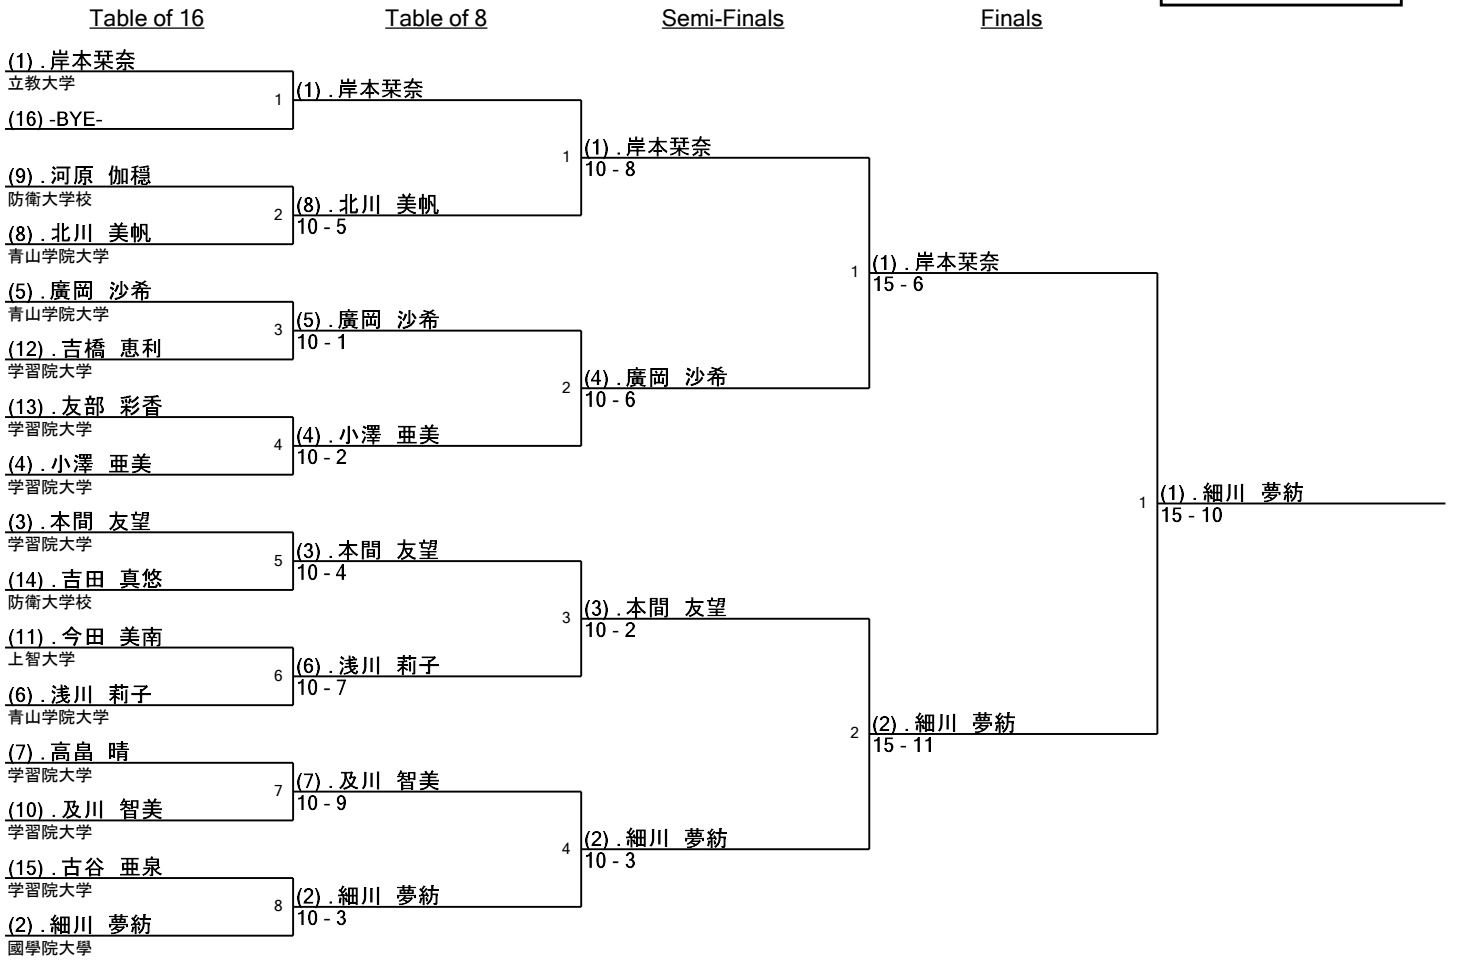 Table of 16
Table of 8
Semi-Finals
Finals
(1) . 岸本栞奈
立教大学
(16) -BYE-
(9) . 河原 伽穏
防衛大学校
(8) . 北川 美帆
青山学院大学
(5) . 廣岡 沙希
青山学院大学
(12) . 吉橋 恵利
学習院大学
(13) . 友部 彩香
学習院大学
(4) . 小澤 亜美
学習院大学
(3) . 本間 友望
学習院大学
(14) . 吉田 真悠
防衛大学校
(11) . 今田 美南
上智大学
(6) . 浅川 莉子
青山学院大学
(7) . 高畠 晴
学習院大学
(10) . 及川 智美
学習院大学
(15) . 古谷 亜泉
学習院大学
(2) . 細川 夢紡
國學院大學
1
(1) . 岸本栞奈
2
(8) . 北川 美帆
10 - 5
3
(5) . 廣岡 沙希
10 - 1
4
(4) . 小澤 亜美
10 - 2
5
(3) . 本間 友望
10 - 4
6
(6) . 浅川 莉子
10 - 7
7
(7) . 及川 智美
10 - 9
8
(2) . 細川 夢紡
10 - 3
1
(1) . 岸本栞奈
10 - 8
2
(4) . 廣岡 沙希
10 - 6
3
(3) . 本間 友望
10 - 2
4
(2) . 細川 夢紡
10 - 3
1
(1) . 岸本栞奈
15 - 6
2
(2) . 細川 夢紡
15 - 11
1
(1) . 細川 夢紡
15 - 10